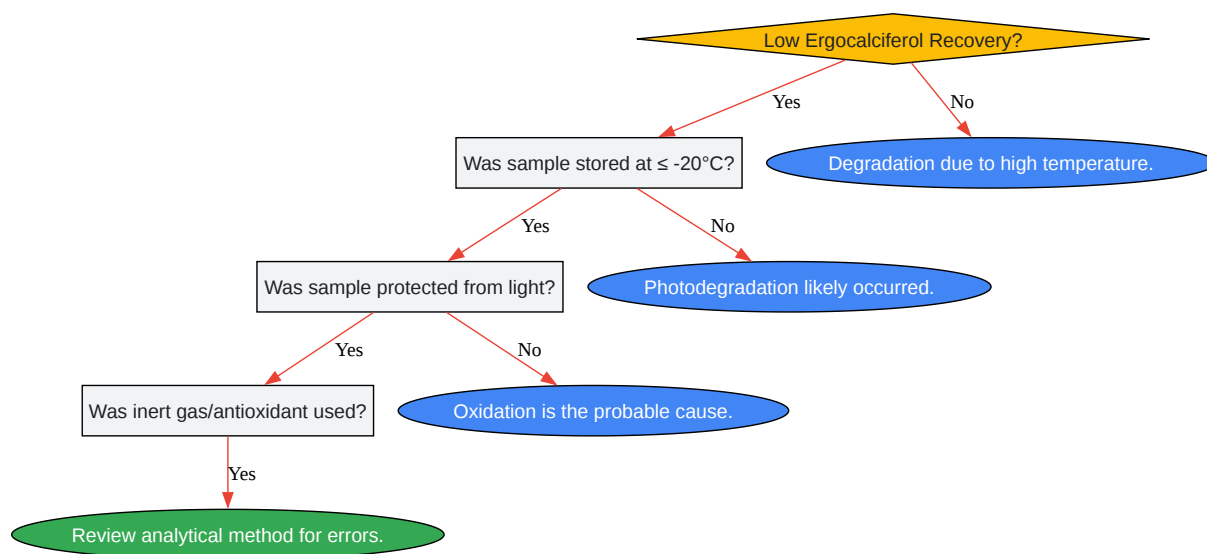 Low Ergocalciferol Recovery?
Yes
No
Was sample stored at ≤ -20°C?
Degradation due to high temperature.
Yes
No
Was sample protected from light?
Photodegradation likely occurred.
Yes
No
Was inert gas/antioxidant used?
Oxidation is the probable cause.
Yes
Review analytical method for errors.